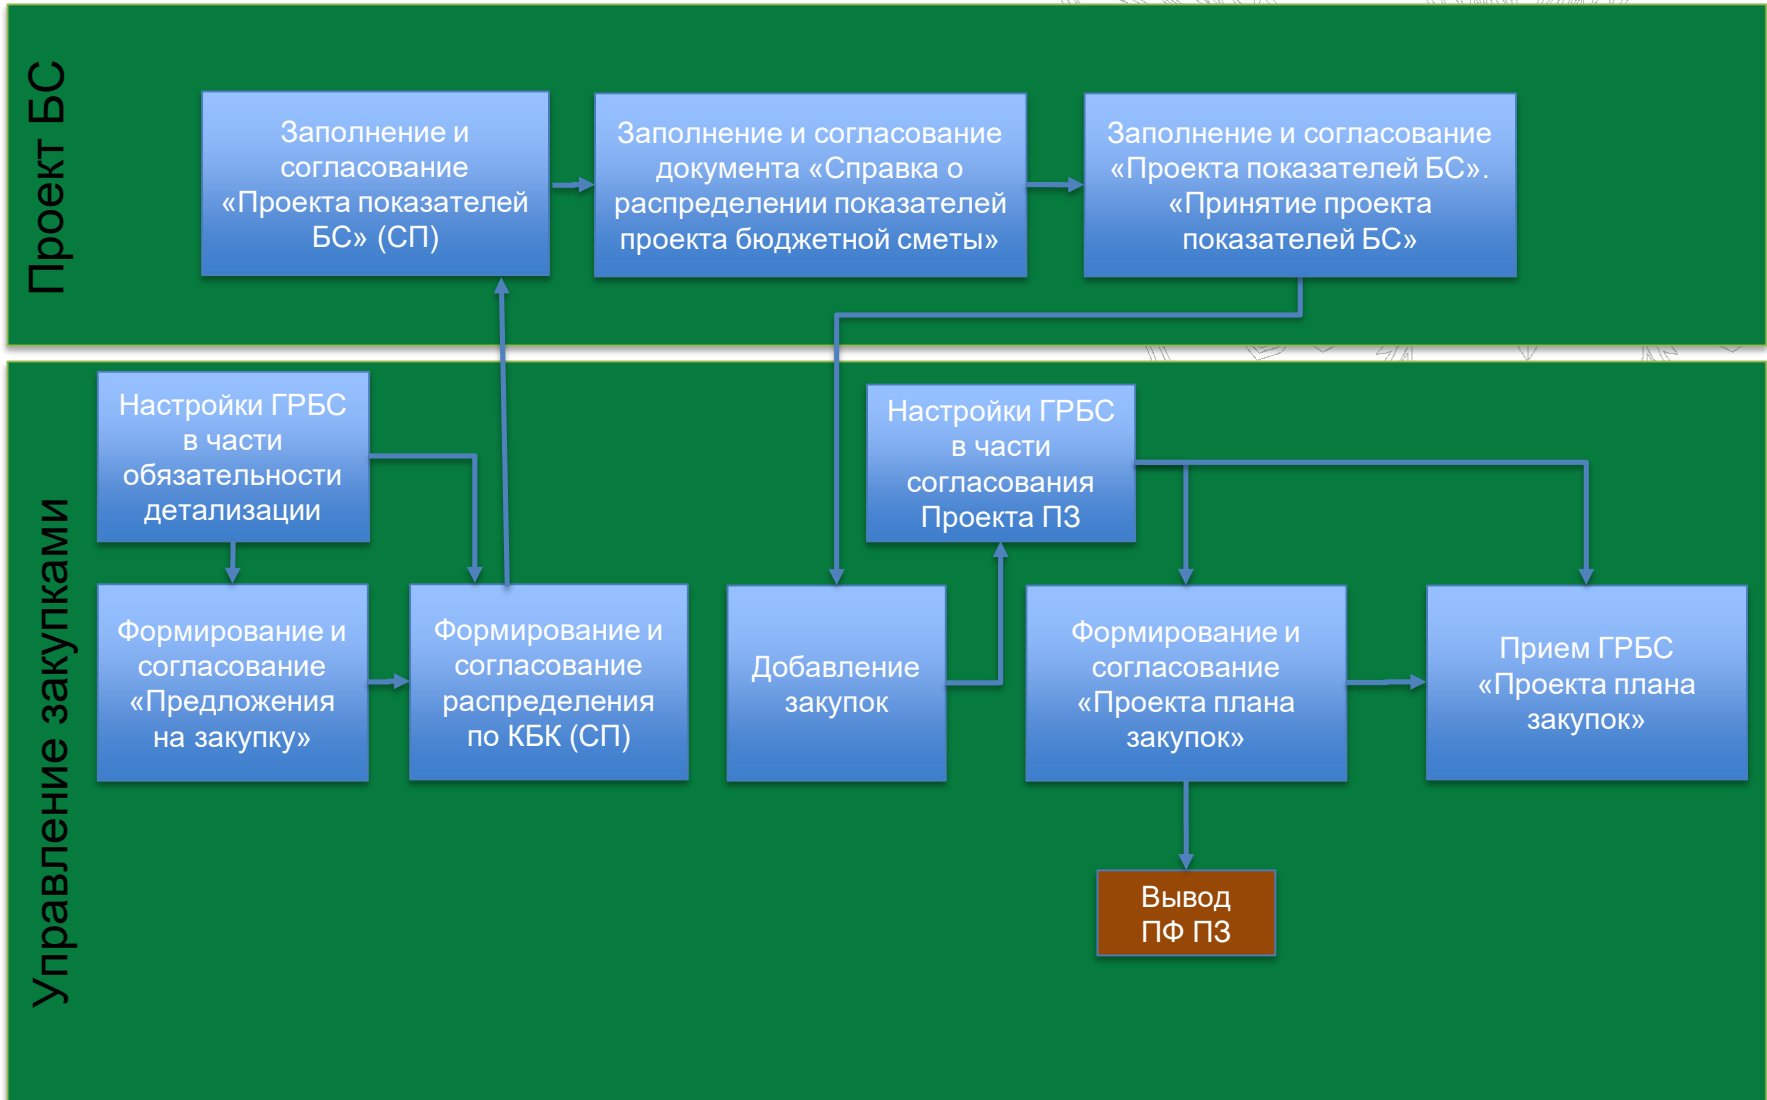 Проект БС
Заполнение и
согласование
«Проекта показателей
БС» (СП)
Заполнение и согласование
документа «Справка о
распределении показателей
проекта бюджетной сметы»
Заполнение и согласование
«Проекта показателей БС».
«Принятие проекта
показателей БС»
Управление закупками
Настройки ГРБС
в части
обязательности
детализации
Настройки ГРБС
в части
согласования
Проекта ПЗ
Формирование и
согласование
«Предложения
на закупку»
Формирование и
согласование
распределения
по КБК (СП)
Добавление
закупок
Формирование и
согласование
«Проекта плана
закупок»
Прием ГРБС
«Проекта плана
закупок»
Вывод
ПФ ПЗ